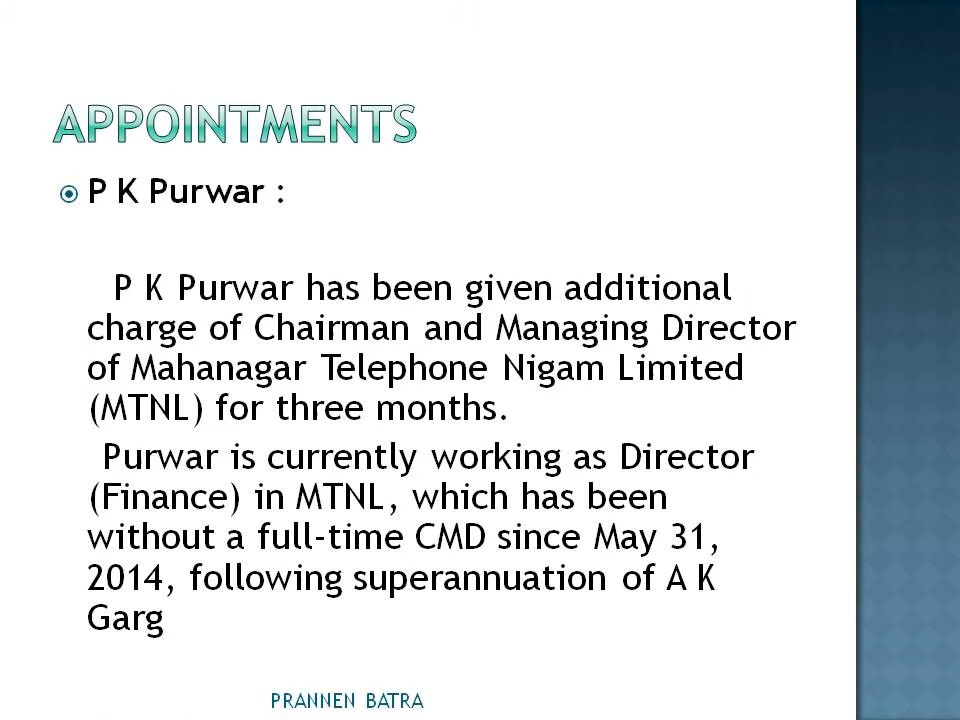 APPOINTMENTS
P K Purwar :
P K Purwar has been given additional
charge of Chairman and Managing Director
of Mahanagar Telephone Nigam Limited
(MTNL) for three months.
Purwar is currently working as Director
(Finance) in MTNL, which has been
without a full-time CMD since May 31,
2014, following superannuation of A K
Garg
PRANNEN BATRA